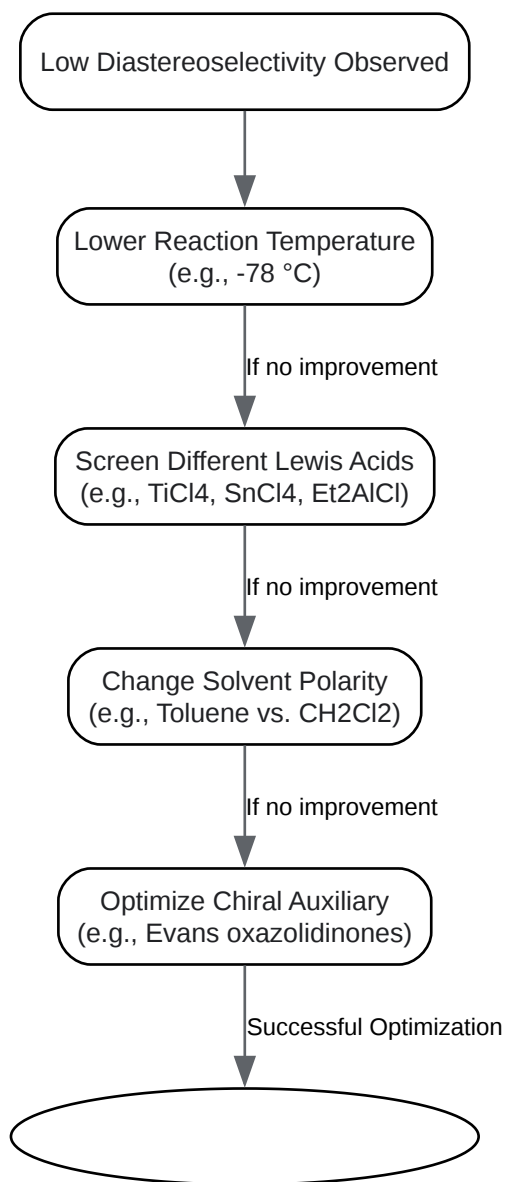 Low Diastereoselectivity Observed
Lower Reaction Temperature
(e.g., -78 °C)
If no improvement
Screen Different Lewis Acids
(e.g., TiCl4, SnCl4, Et2AlCl)
If no improvement
Change Solvent Polarity
(e.g., Toluene vs. CH2Cl2)
If no improvement
Optimize Chiral Auxiliary
(e.g., Evans oxazolidinones)
Successful Optimization